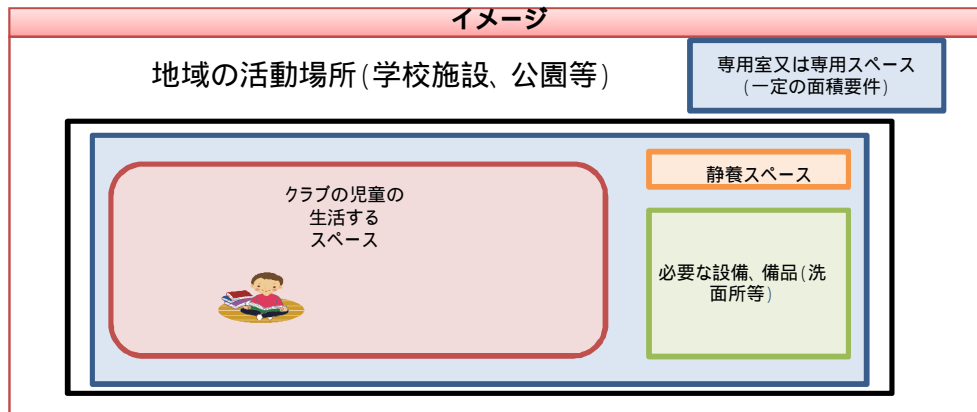 イメージ
地域の活動場所(学校施設、公園等)
専用室又は専用スペース
(一定の面積要件)
クラブの児童の
生活する
スペース
静養スペース
必要な設備、備品(洗
面所等)